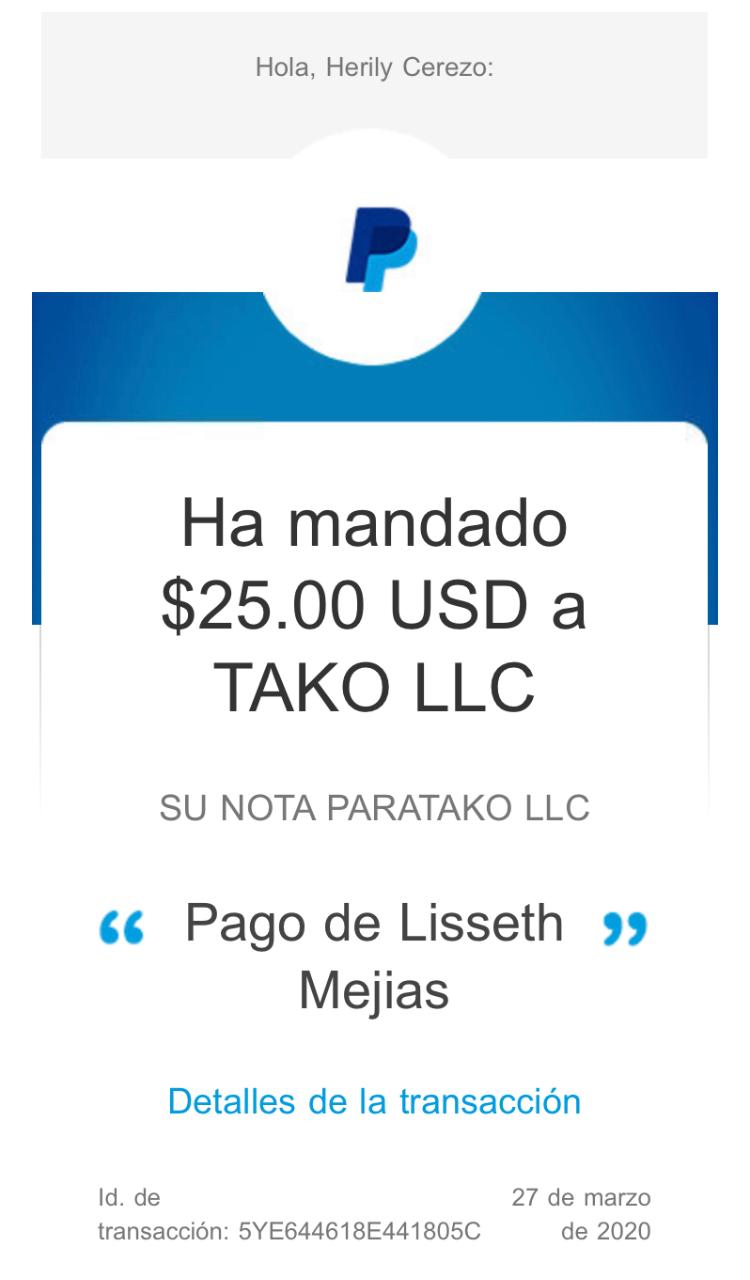 Hola, Herily Cerezo:
Ha mandado
$25.00 USD a
TAKO LLC
SU NOTA PARATAKO LLC
“ Pago de Lisseth ”
Mejias
Detalles de la transacción
Id. de
transacción: 5YE644618E441805C
27 de marzo
de 2020